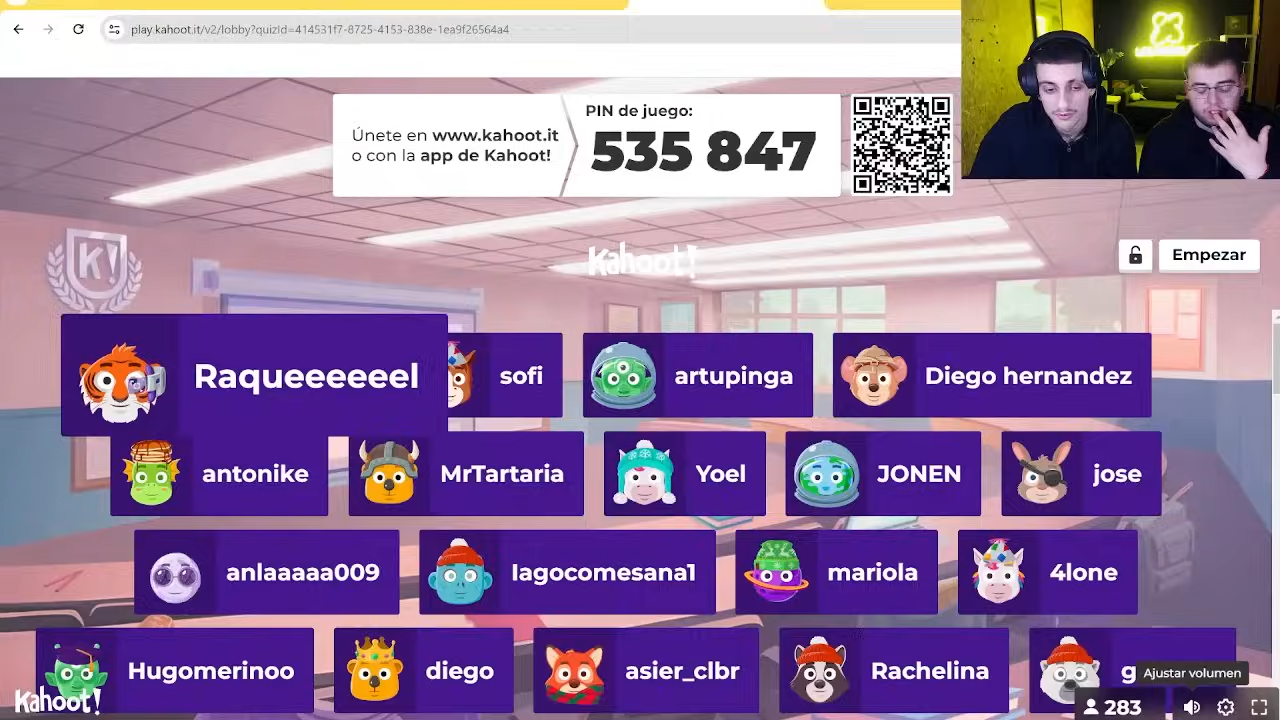 play.kahoot.it/v2/lobby?quizId=414531f7-8725-4153-838e-1ea9f26564a4
Únete en www.kahoot.it
o con la app de Kahoot!
PIN de juego:
535 847
K!
Kahoot!
Empezar
Raqueeeeeel
sofi
artupinga
Diego hernandez
antonike
MrTartaria
Yoel
JONEN
jose
anlaaaaa009
Iagocomesana1
mariola
4lone
Hugomerinoo
diego
asier_clbr
Rachelina
g
Ajustar volumen
Kahoot!
283